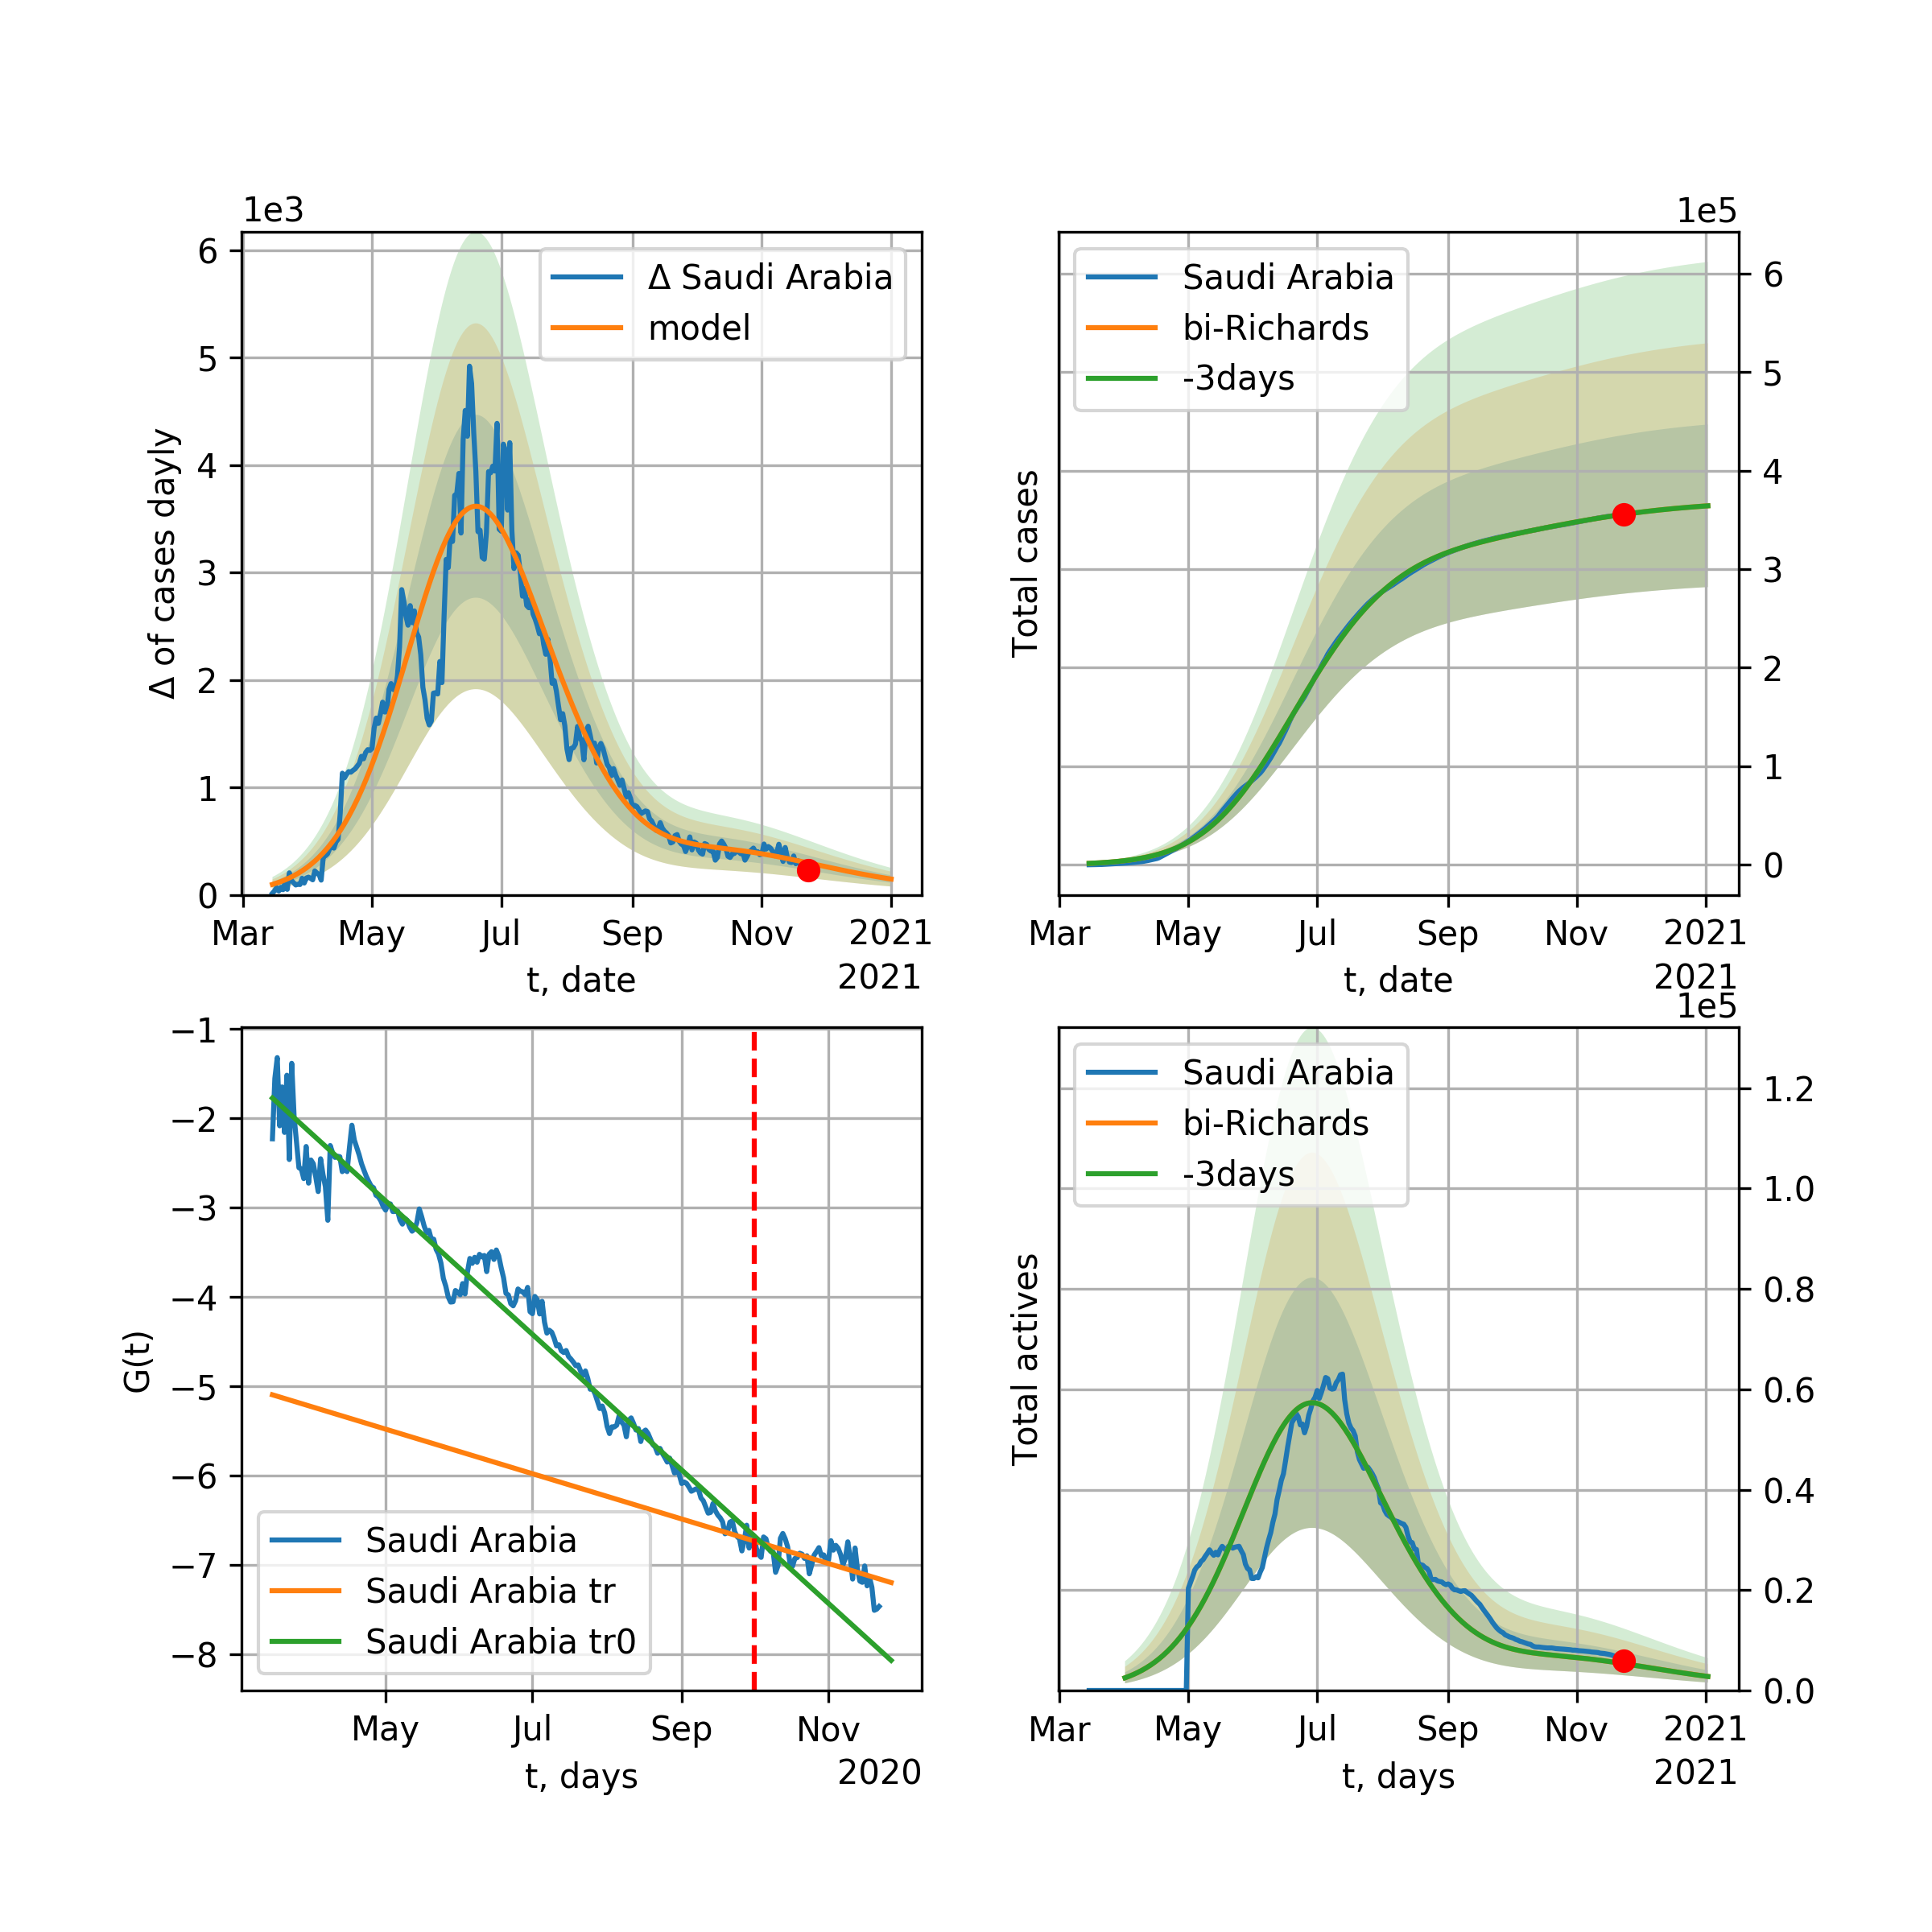 1e3
6
5
4
3
2
1
0
Δ of cases dayly
Δ Saudi Arabia
model
Mar May Jul Sep Nov 2021
t, date 2021
1e5
Saudi Arabia
bi-Richards
-3days
Total cases
6
5
4
3
2
1
0
Mar May Jul Sep Nov 2021
t, date 2021
−1
−2
−3
−4
−5
−6
−7
−8
G(t)
Saudi Arabia
Saudi Arabia tr
Saudi Arabia tr0
May Jul Sep Nov
t, days 2020
1e5
Saudi Arabia
bi-Richards
-3days
Total actives
1.2
1.0
0.8
0.6
0.4
0.2
0.0
Mar May Jul Sep Nov 2021
t, days 2021